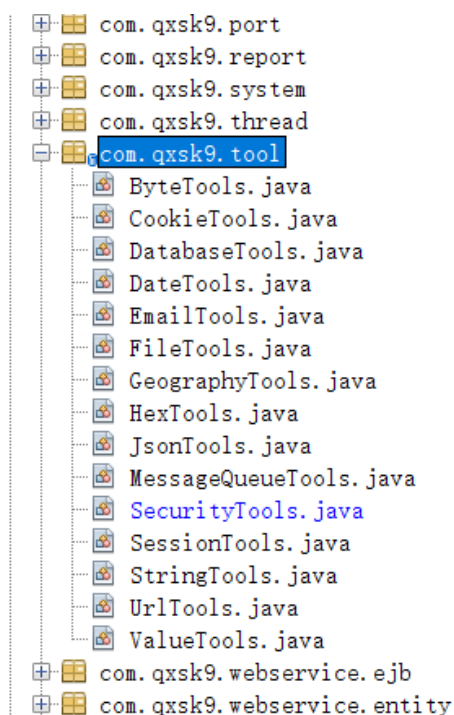 com.qxsk9.port
com.qxsk9.report
com.qxsk9.system
com.qxsk9.thread
com.qxsk9.tool
ByteTools.java
CookieTools.java
DatabaseTools.java
DateTools.java
EmailTools.java
FileTools.java
GeographyTools.java
HexTools.java
JsonTools.java
MessageQueueTools.java
SecurityTools.java
SessionTools.java
StringTools.java
UrlTools.java
ValueTools.java
com.qxsk9.webservice.ejb
com.qxsk9.webservice.entity